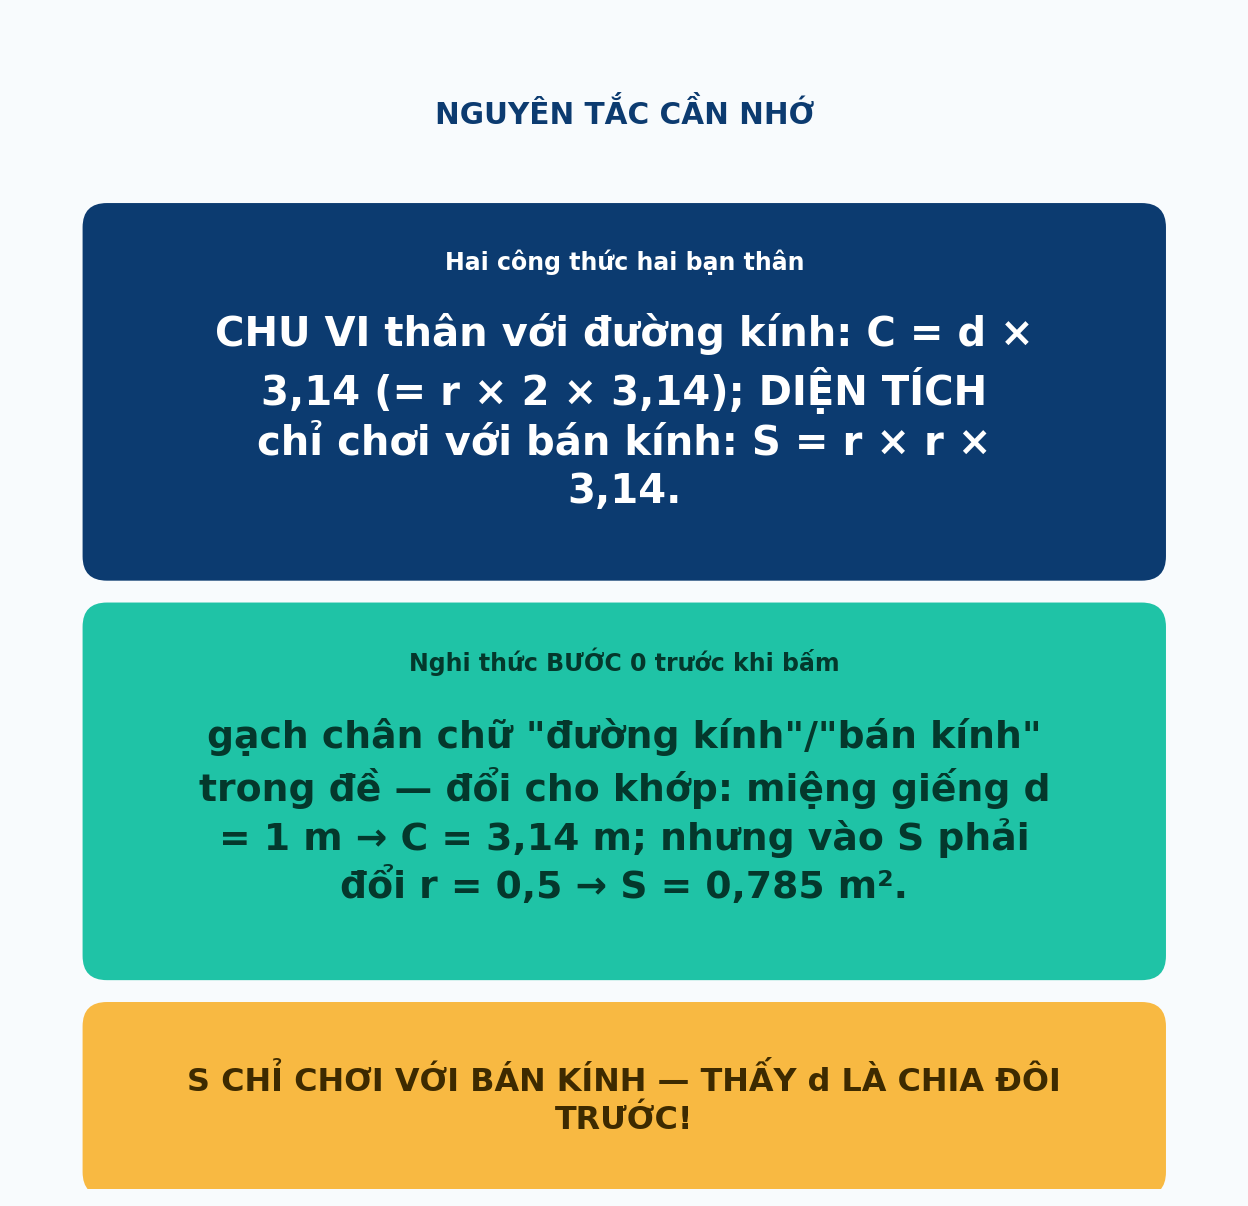 NGUYÊN TẮC CẦN NHỚ
Hai công thức hai bạn thân
CHU VI thân với đường kính: C = d ×
3,14 (= r × 2 × 3,14); DIỆN TÍCH
chỉ chơi với bán kính: S = r × r ×
3,14.
Nghi thức BƯỚC 0 trước khi bấm
gạch chân chữ "đường kính"/"bán kính"
trong đề — đổi cho khớp: miệng giếng d
= 1 m → C = 3,14 m; nhưng vào S phải
đổi r = 0,5 → S = 0,785 m².
S CHỈ CHƠI VỚI BÁN KÍNH — THẤY d LÀ CHIA ĐÔI
TRƯỚC!